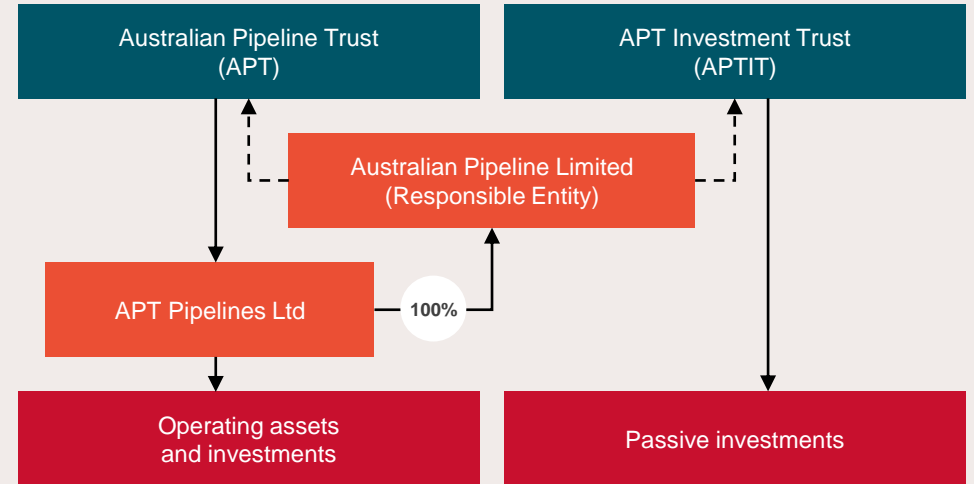 Australian Pipeline Trust
(APT)
APT Investment Trust
(APTIT)
Australian Pipeline Limited
(Responsible Entity)
APT Pipelines Ltd
100%
Operating assets
and investments
Passive investments